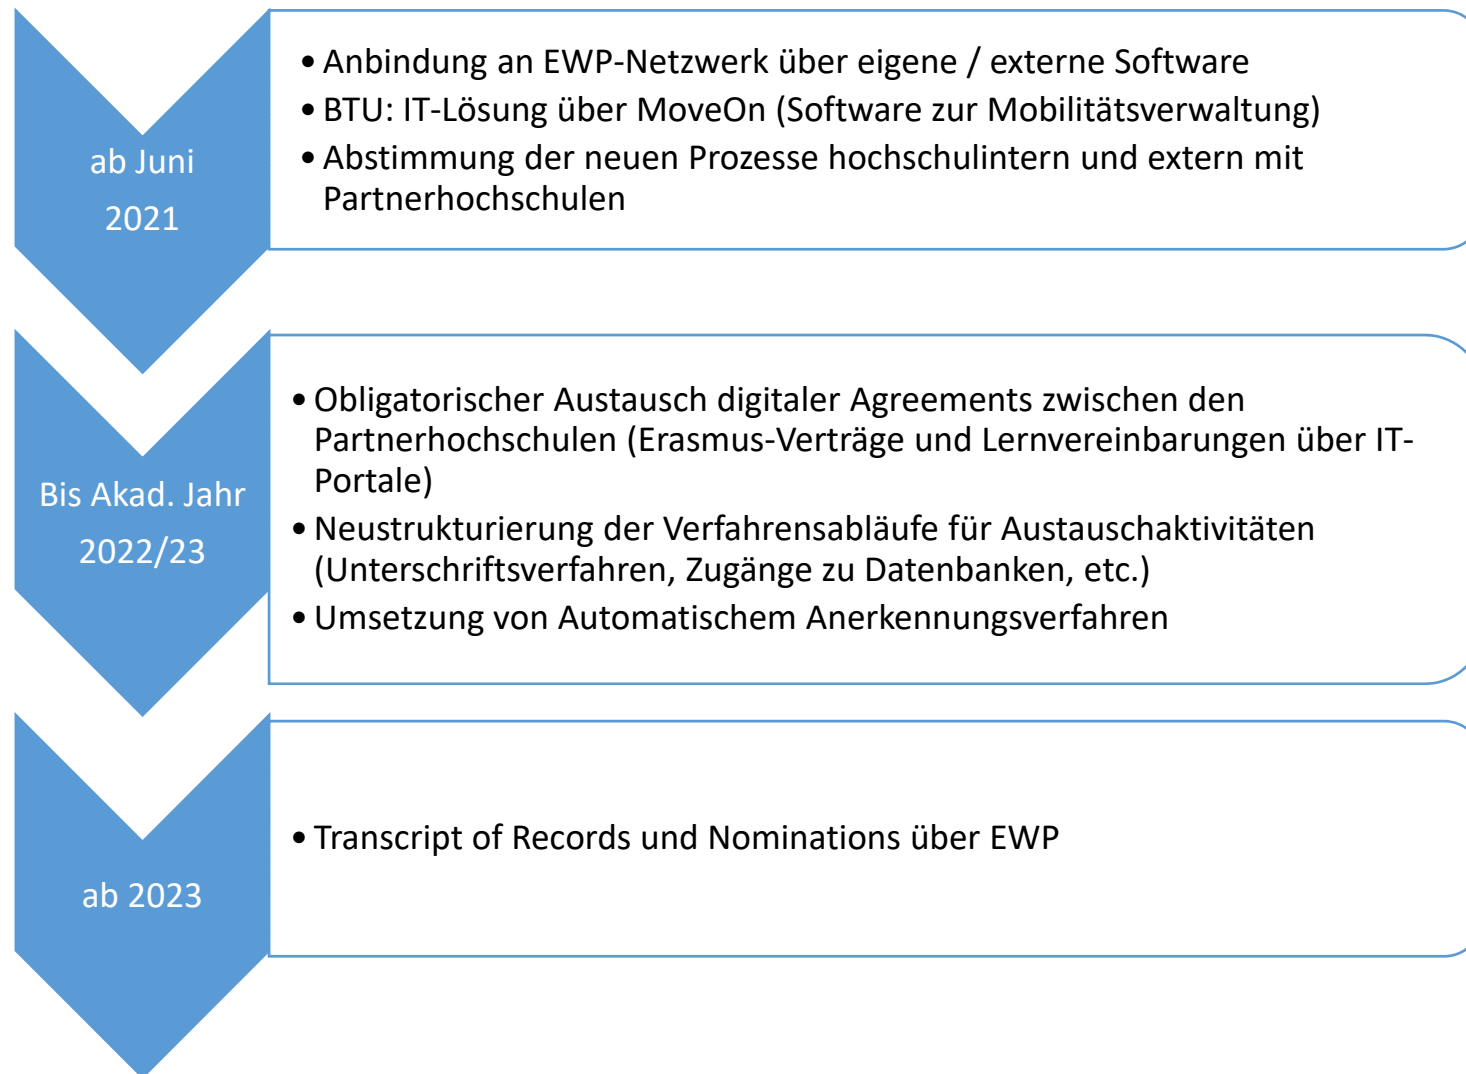 ab Juni
2021
• Anbindung an EWP-Netzwerk über eigene / externe Software
• BTU: IT-Lösung über MoveOn (Software zur Mobilitätsverwaltung)
• Abstimmung der neuen Prozesse hochschulintern und extern mit
Partnerhochschulen
Bis Akad. Jahr
2022/23
• Obligatorischer Austausch digitaler Agreements zwischen den
Partnerhochschulen (Erasmus-Verträge und Lernvereinbarungen über IT-
Portale)
• Neustrukturierung der Verfahrensabläufe für Austauschaktivitäten
(Unterschriftsverfahren, Zugänge zu Datenbanken, etc.)
• Umsetzung von Automatischem Anerkennungsverfahren
ab 2023
• Transcript of Records und Nominations über EWP